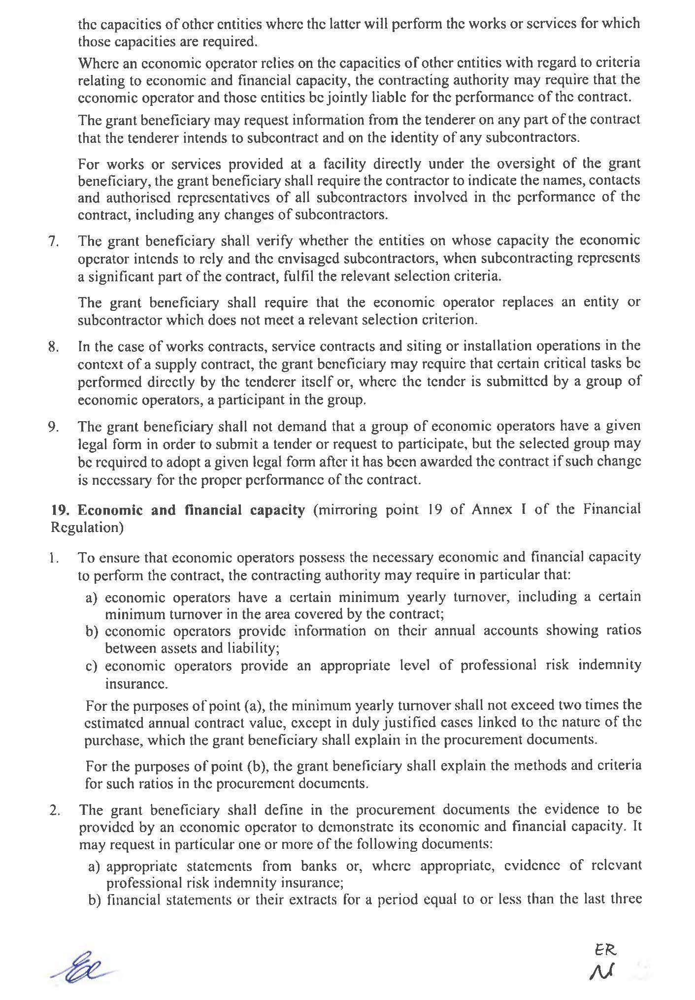 the capacities of other entities where the latter will perform the works or services for which
those capacities are required.
Where an economic operator relies on the capacities of other entities with regard to criteria
relating to economic and financial capacity, the contracting authority may require that the
economic operator and those entities be jointly liable for the performance of the contract.
The grant beneficiary may request information from the tenderer on any part of the contract
that the tenderer intends to subcontract and on the identity of any subcontractors.
For works or services provided at a facility directly under the oversight of the grant
beneficiary, the grant beneficiary shall require the contractor to indicate the names, contacts
and authorised representatives of all subcontractors involved in the performance of the
contract, including any changes of subcontractors.
7. The grant beneficiary shall verify whether the entities on whose capacity the economic
operator intends to rely and the envisaged subcontractors, when subcontracting represents
a significant part of the contract, fulfil the relevant selection criteria.
The grant beneficiary shall require that the economic operator replaces an entity or
subcontractor which does not meet a relevant selection criterion.
8. In the case of works contracts, service contracts and siting or installation operations in the
context of a supply contract, the grant beneficiary may require that certain critical tasks be
performed directly by the tenderer itself or, where the tender is submitted by a group of
economic operators, a participant in the group.
9. The grant beneficiary shall not demand that a group of economic operators have a given
legal form in order to submit a tender or request to participate, but the selected group may
be required to adopt a given legal form after it has been awarded the contract if such change
is necessary for the proper performance of the contract.
19. Economic and financial capacity (mirroring point 19 of Annex I of the Financial
Regulation)
1. To ensure that economic operators possess the necessary economic and financial capacity
to perform the contract, the contracting authority may require in particular that:
a) economic operators have a certain minimum yearly turnover, including a certain
minimum turnover in the area covered by the contract;
b) economic operators provide information on their annual accounts showing ratios
between assets and liability;
c) economic operators provide an appropriate level of professional risk indemnity
insurance.
For the purposes of point (a), the minimum yearly turnover shall not exceed two times the
estimated annual contract value, except in duly justified cases linked to the nature of the
purchase, which the grant beneficiary shall explain in the procurement documents.
For the purposes of point (b), the grant beneficiary shall explain the methods and criteria
for such ratios in the procurement documents.
2. The grant beneficiary shall define in the procurement documents the evidence to be
provided by an economic operator to demonstrate its economic and financial capacity. It
may request in particular one or more of the following documents:
a) appropriate statements from banks or, where appropriate, evidence of relevant
professional risk indemnity insurance;
b) financial statements or their extracts for a period equal to or less than the last three
ER